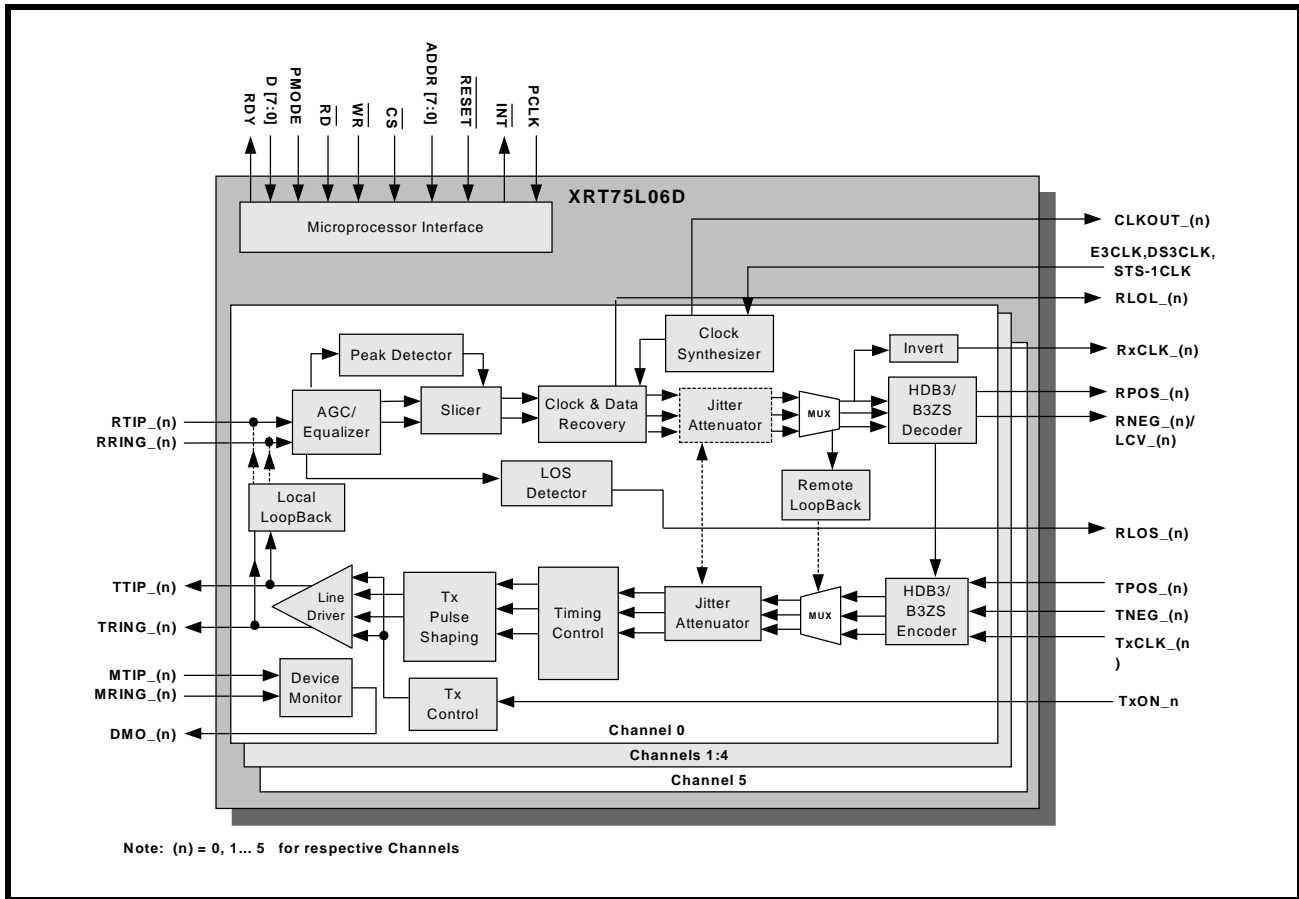 RDY
D [7:0]
PMODE
RD
WR
CS
ADDR [7:0]
RESET
INT
PCLK
XRT75L06D
Microprocessor Interface
CLKOUT_(n)
E3CLK,DS3CLK,
STS-1CLK
RLOL_(n)
Clock
Synthesizer
Peak Detector
Invert
RxCLK_(n)
RTIP_(n)
RRING_(n)
AGC/
Equalizer
Slicer
Clock & Data
Recovery
Jitter
Attenuator
MUX
HDB3/
B3ZS
Decoder
RPOS_(n)
RNEG_(n)/
LCV_(n)
LOS
Detector
Remote
LoopBack
Local
LoopBack
RLOS_(n)
TTIP_(n)
TRING_(n)
Line
Driver
Tx
Pulse
Shaping
Timing
Control
Jitter
Attenuator
MUX
HDB3/
B3ZS
Encoder
TPOS_(n)
TNEG_(n)
TxCLK_(n
)
MTIP_(n)
MRING_(n)
Device
Monitor
Tx
Control
TxON_n
DMO_(n)
Channel 0
Channels 1:4
Channel 5
Note: (n) = 0, 1... 5 for respective Channels